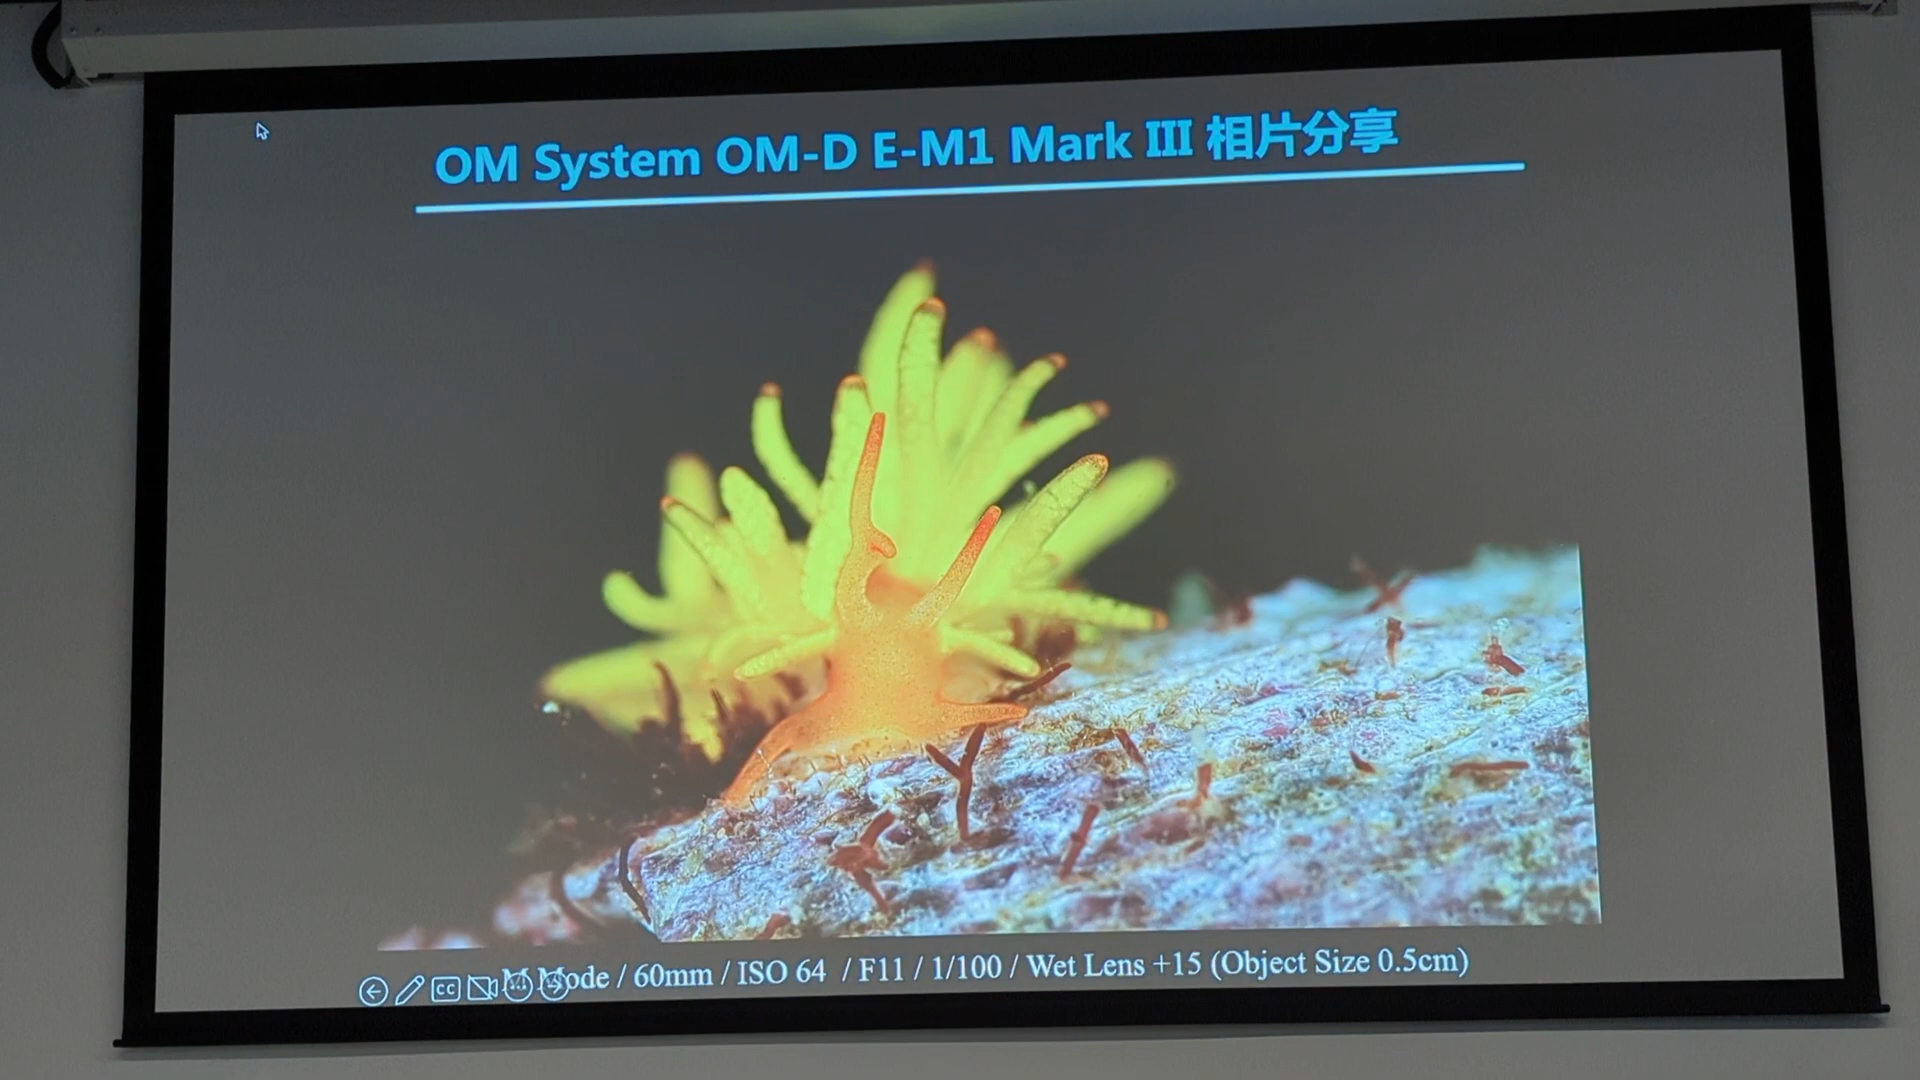 OM System OM-D E-M1 Mark III 相片分享
M Mode / 60mm / ISO 64 / F11 / 1/100 / Wet Lens +15 (Object Size 0.5cm)
CC